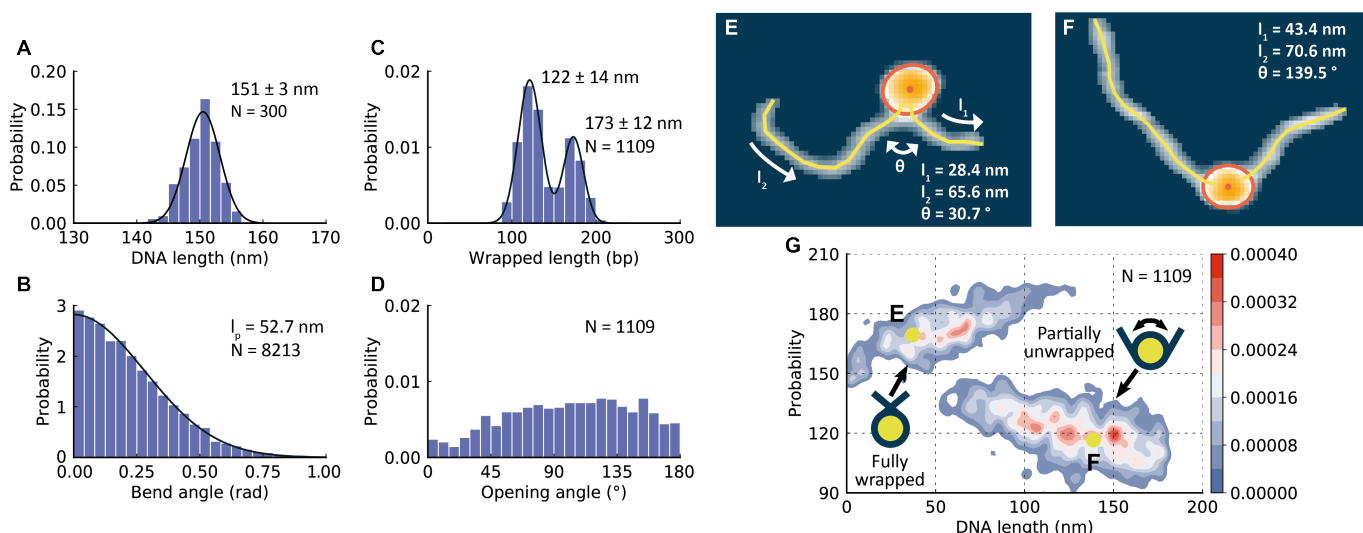 A
0.20
0.15
0.10
0.05
0.00
Probability
151 ± 3 nm
N = 300
130
140
150
160
170
DNA length (nm)
C
0.02
0.01
0.00
Probability
122 ± 14 nm
173 ± 12 nm
N = 1109
0
100
200
300
Wrapped length (bp)
B
3
2
1
0
Probability
lp = 52.7 nm
N = 8213
0.00
0.25
0.50
0.75
1.00
Bend angle (rad)
D
0.02
0.01
0.00
Probability
N = 1109
0
45
90
135
180
Opening angle (°)
E
l1
l2
θ
l1 = 28.4 nm
l2 = 65.6 nm
θ = 30.7 °
F
l1 = 43.4 nm
l2 = 70.6 nm
θ = 139.5 °
G
210
180
150
120
90
Probability
N = 1109
E
Partially
unwrapped
Fully
wrapped
F
0
50
100
150
200
DNA length (nm)
0.00040
0.00032
0.00024
0.00016
0.00008
0.00000